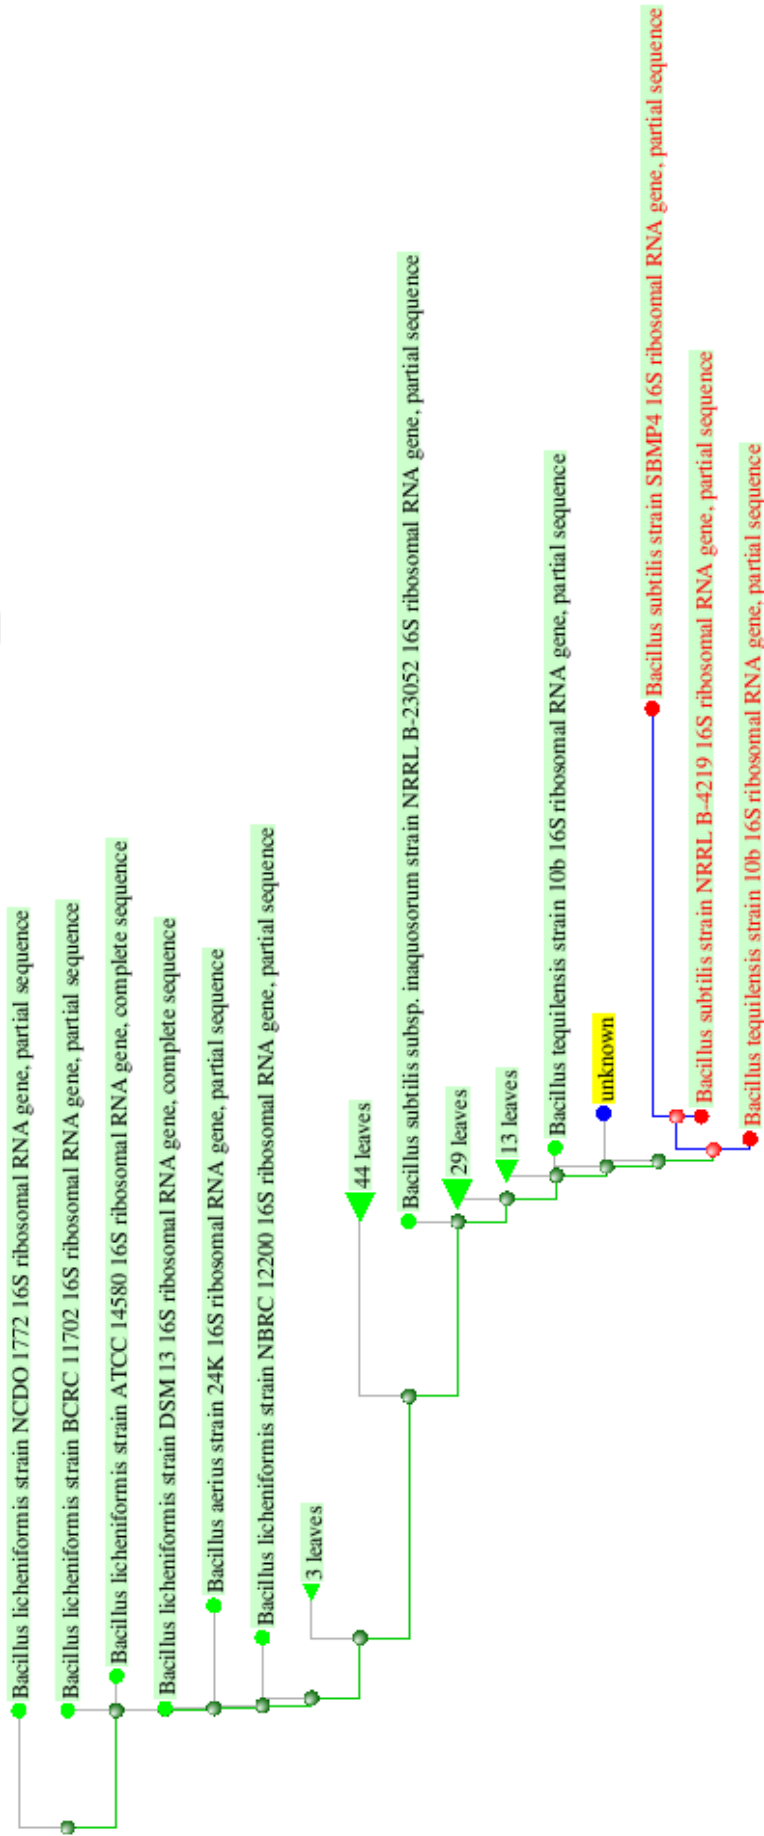 Bacillus licheniformis strain NCDO 1772 16S ribosomal RNA gene, partial sequence
Bacillus licheniformis strain BCRC 11702 16S ribosomal RNA gene, partial sequence
Bacillus licheniformis strain ATCC 14580 16S ribosomal RNA gene, complete sequence
Bacillus licheniformis strain DSM 13 16S ribosomal RNA gene, complete sequence
Bacillus aerius strain 24K 16S ribosomal RNA gene, partial sequence
Bacillus licheniformis strain NBRC 12200 16S ribosomal RNA gene, partial sequence
3 leaves
44 leaves
Bacillus subtilis subsp. inaquosorum strain NRRL B-23052 16S ribosomal RNA gene, partial sequence
29 leaves
13 leaves
Bacillus tequilensis strain 10b 16S ribosomal RNA gene, partial sequence
unknown
Bacillus subtilis strain SBMP4 16S ribosomal RNA gene, partial sequence
Bacillus subtilis strain NRRL B-4219 16S ribosomal RNA gene, partial sequence
Bacillus tequilensis strain 10b 16S ribosomal RNA gene, partial sequence